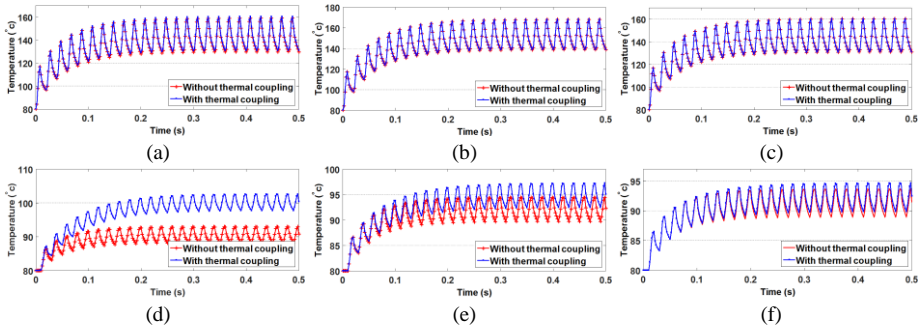 160
140
120
100
80
Temperature (°c)
0 0.1 0.2 0.3 0.4 0.5
Time (s)
Without thermal coupling
With thermal coupling
(a)
180
160
140
120
100
80
Temperature (°c)
0 0.1 0.2 0.3 0.4 0.5
Time (s)
Without thermal coupling
With thermal coupling
(b)
160
140
120
100
80
Temperature (°c)
0 0.1 0.2 0.3 0.4 0.5
Time (s)
Without thermal coupling
With thermal coupling
(c)
110
100
90
80
Temperature (°c)
0 0.1 0.2 0.3 0.4 0.5
Time (s)
Without thermal coupling
With thermal coupling
(d)
100
95
90
85
80
Temperature (°c)
0 0.1 0.2 0.3 0.4 0.5
Time (s)
Without thermal coupling
With thermal coupling
(e)
95
90
85
80
Temperature (°c)
0 0.1 0.2 0.3 0.4 0.5
Time (s)
Without thermal coupling
With thermal coupling
(f)